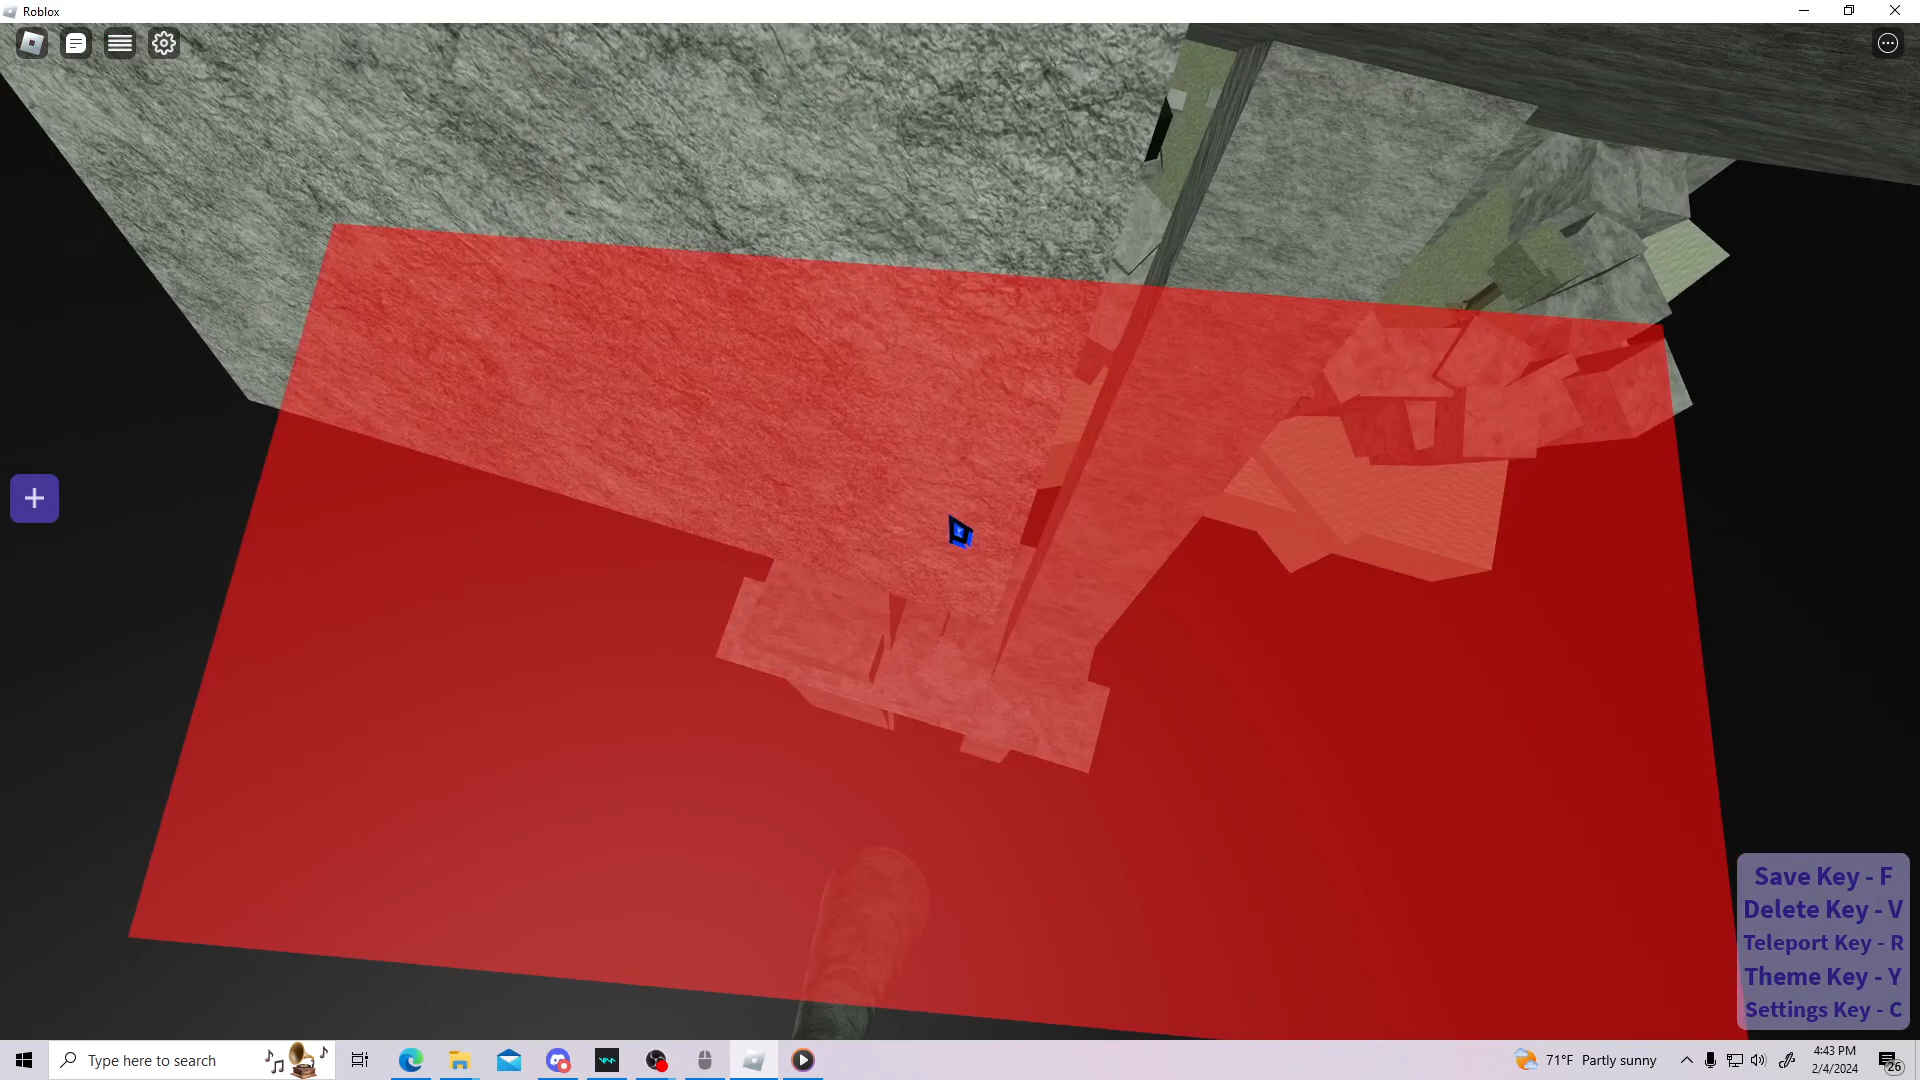 Roblox
Save Key - F
Delete Key - V
Teleport Key - R
Theme Key - Y
Settings Key - C
Type here to search
71°F Partly sunny
4:43 PM
2/4/2024
26